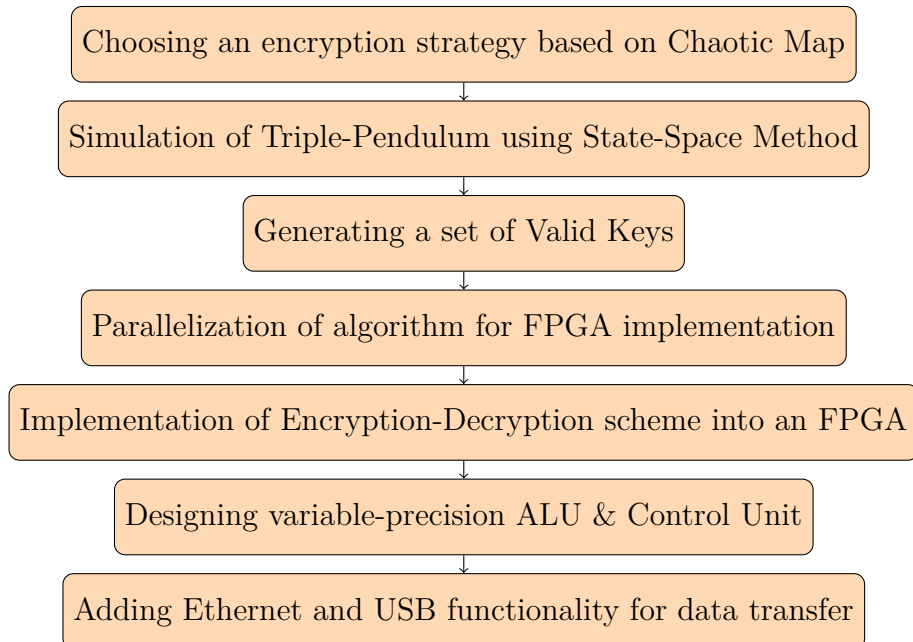 Choosing an encryption strategy based on Chaotic Map
Simulation of Triple-Pendulum using State-Space Method
Generating a set of Valid Keys
Parallelization of algorithm for FPGA implementation
Implementation of Encryption-Decryption scheme into an FPGA
Designing variable-precision ALU & Control Unit
Adding Ethernet and USB functionality for data transfer